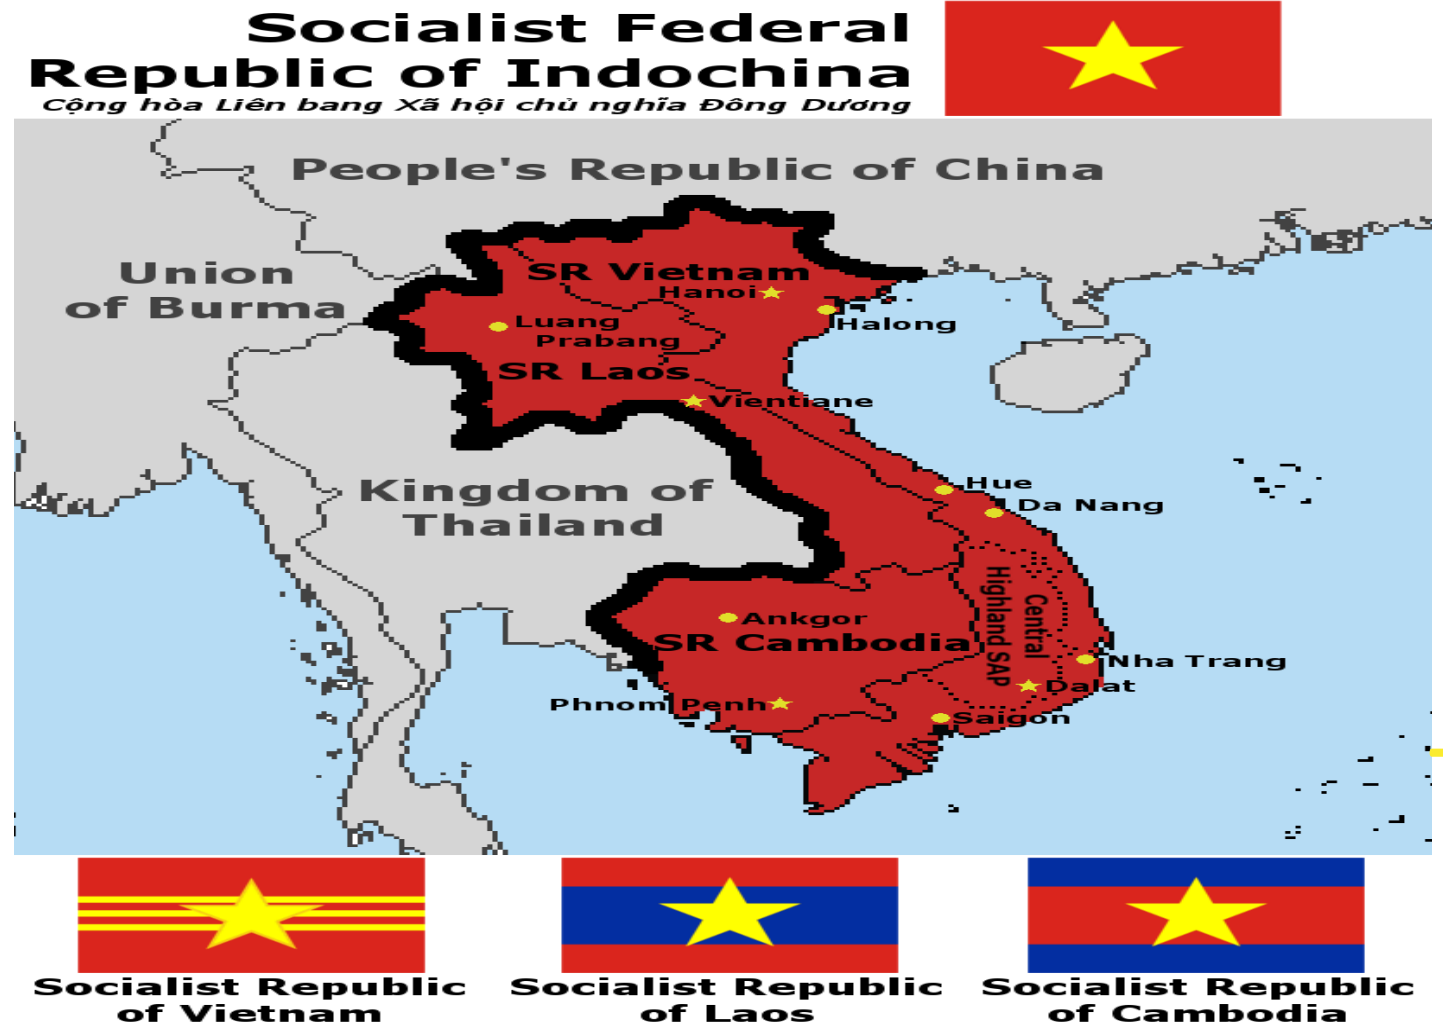 Socialist Federal
Republic of Indochina
Cộng hòa Liên bang Xã hội chủ nghĩa Đông Dương
People's Republic of China
Union
of Burma
SR Vietnam
Hanoi
Halong
Luang
Prabang
SR Laos
Vientiane
Kingdom of
Thailand
Hue
Da Nang
Central
Highland SAP
Ankgor
SR Cambodia
Nha Trang
Dalat
Phnom Penh
Saigon
Socialist Republic
of Vietnam
Socialist Republic
of Laos
Socialist Republic
of Cambodia